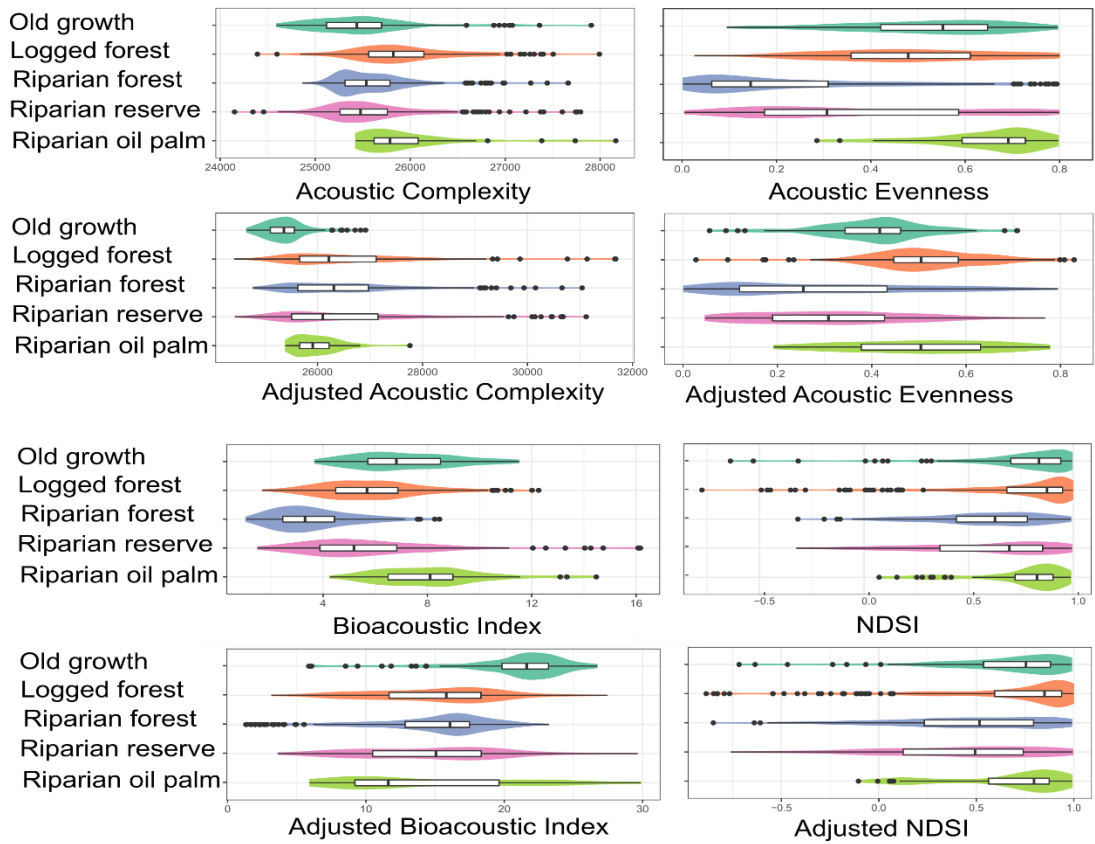 Old growth
Logged forest
Riparian forest
Riparian reserve
Riparian oil palm
24000 25000 26000 27000 28000
Acoustic Complexity
0.0 0.2 0.4 0.6 0.8
Acoustic Evenness
Old growth
Logged forest
Riparian forest
Riparian reserve
Riparian oil palm
26000 28000 30000 32000
Adjusted Acoustic Complexity
0.0 0.2 0.4 0.6 0.8
Adjusted Acoustic Evenness
Old growth
Logged forest
Riparian forest
Riparian reserve
Riparian oil palm
4 8 12 16
Bioacoustic Index
−0.5 0.0 0.5 1.0
NDSI
Old growth
Logged forest
Riparian forest
Riparian reserve
Riparian oil palm
0 10 20 30
Adjusted Bioacoustic Index
−0.5 0.0 0.5 1.0
Adjusted NDSI